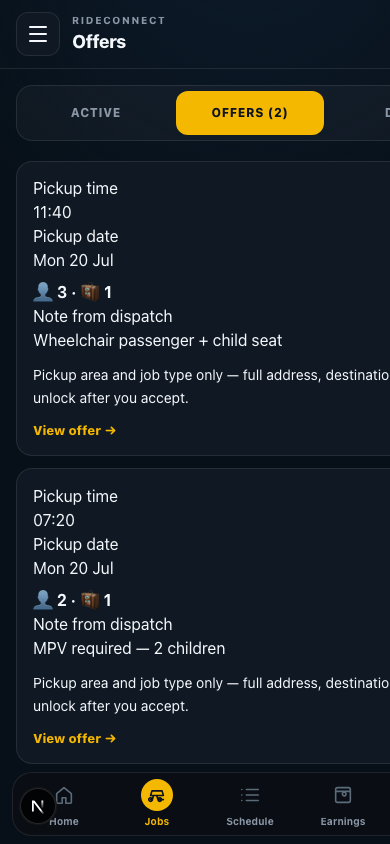 RIDECONNECT
Offers
ACTIVE
OFFERS (2)
D
Pickup time
11:40
Pickup date
Mon 20 Jul
3 · 1
Note from dispatch
Wheelchair passenger + child seat
Pickup area and job type only — full address, destinatio
unlock after you accept.
View offer →
Pickup time
07:20
Pickup date
Mon 20 Jul
2 · 1
Note from dispatch
MPV required — 2 children
Pickup area and job type only — full address, destinatio
unlock after you accept.
View offer →
N
Home
Jobs
Schedule
Earnings